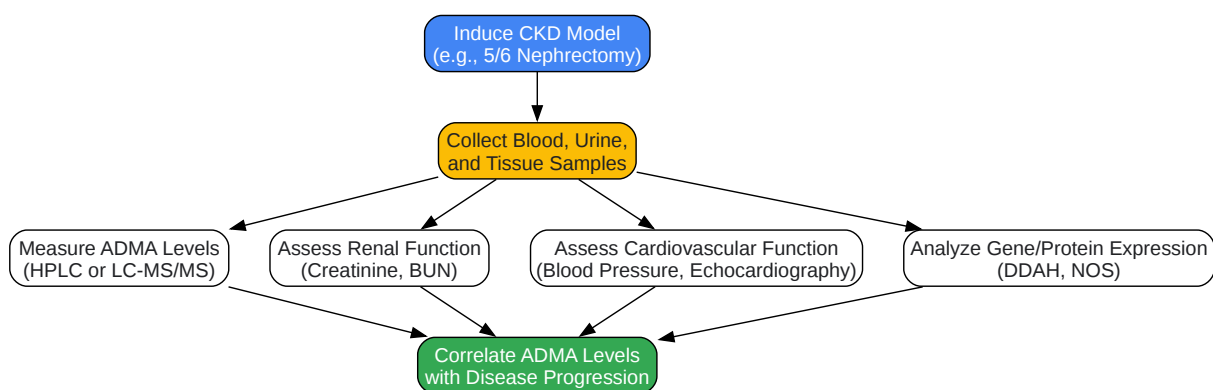 Induce CKD Model
(e.g., 5/6 Nephrectomy)
Collect Blood, Urine,
and Tissue Samples
Measure ADMA Levels
(HPLC or LC-MS/MS)
Assess Renal Function
(Creatinine, BUN)
Assess Cardiovascular Function
(Blood Pressure, Echocardiography)
Analyze Gene/Protein Expression
(DDAH, NOS)
Correlate ADMA Levels
with Disease Progression